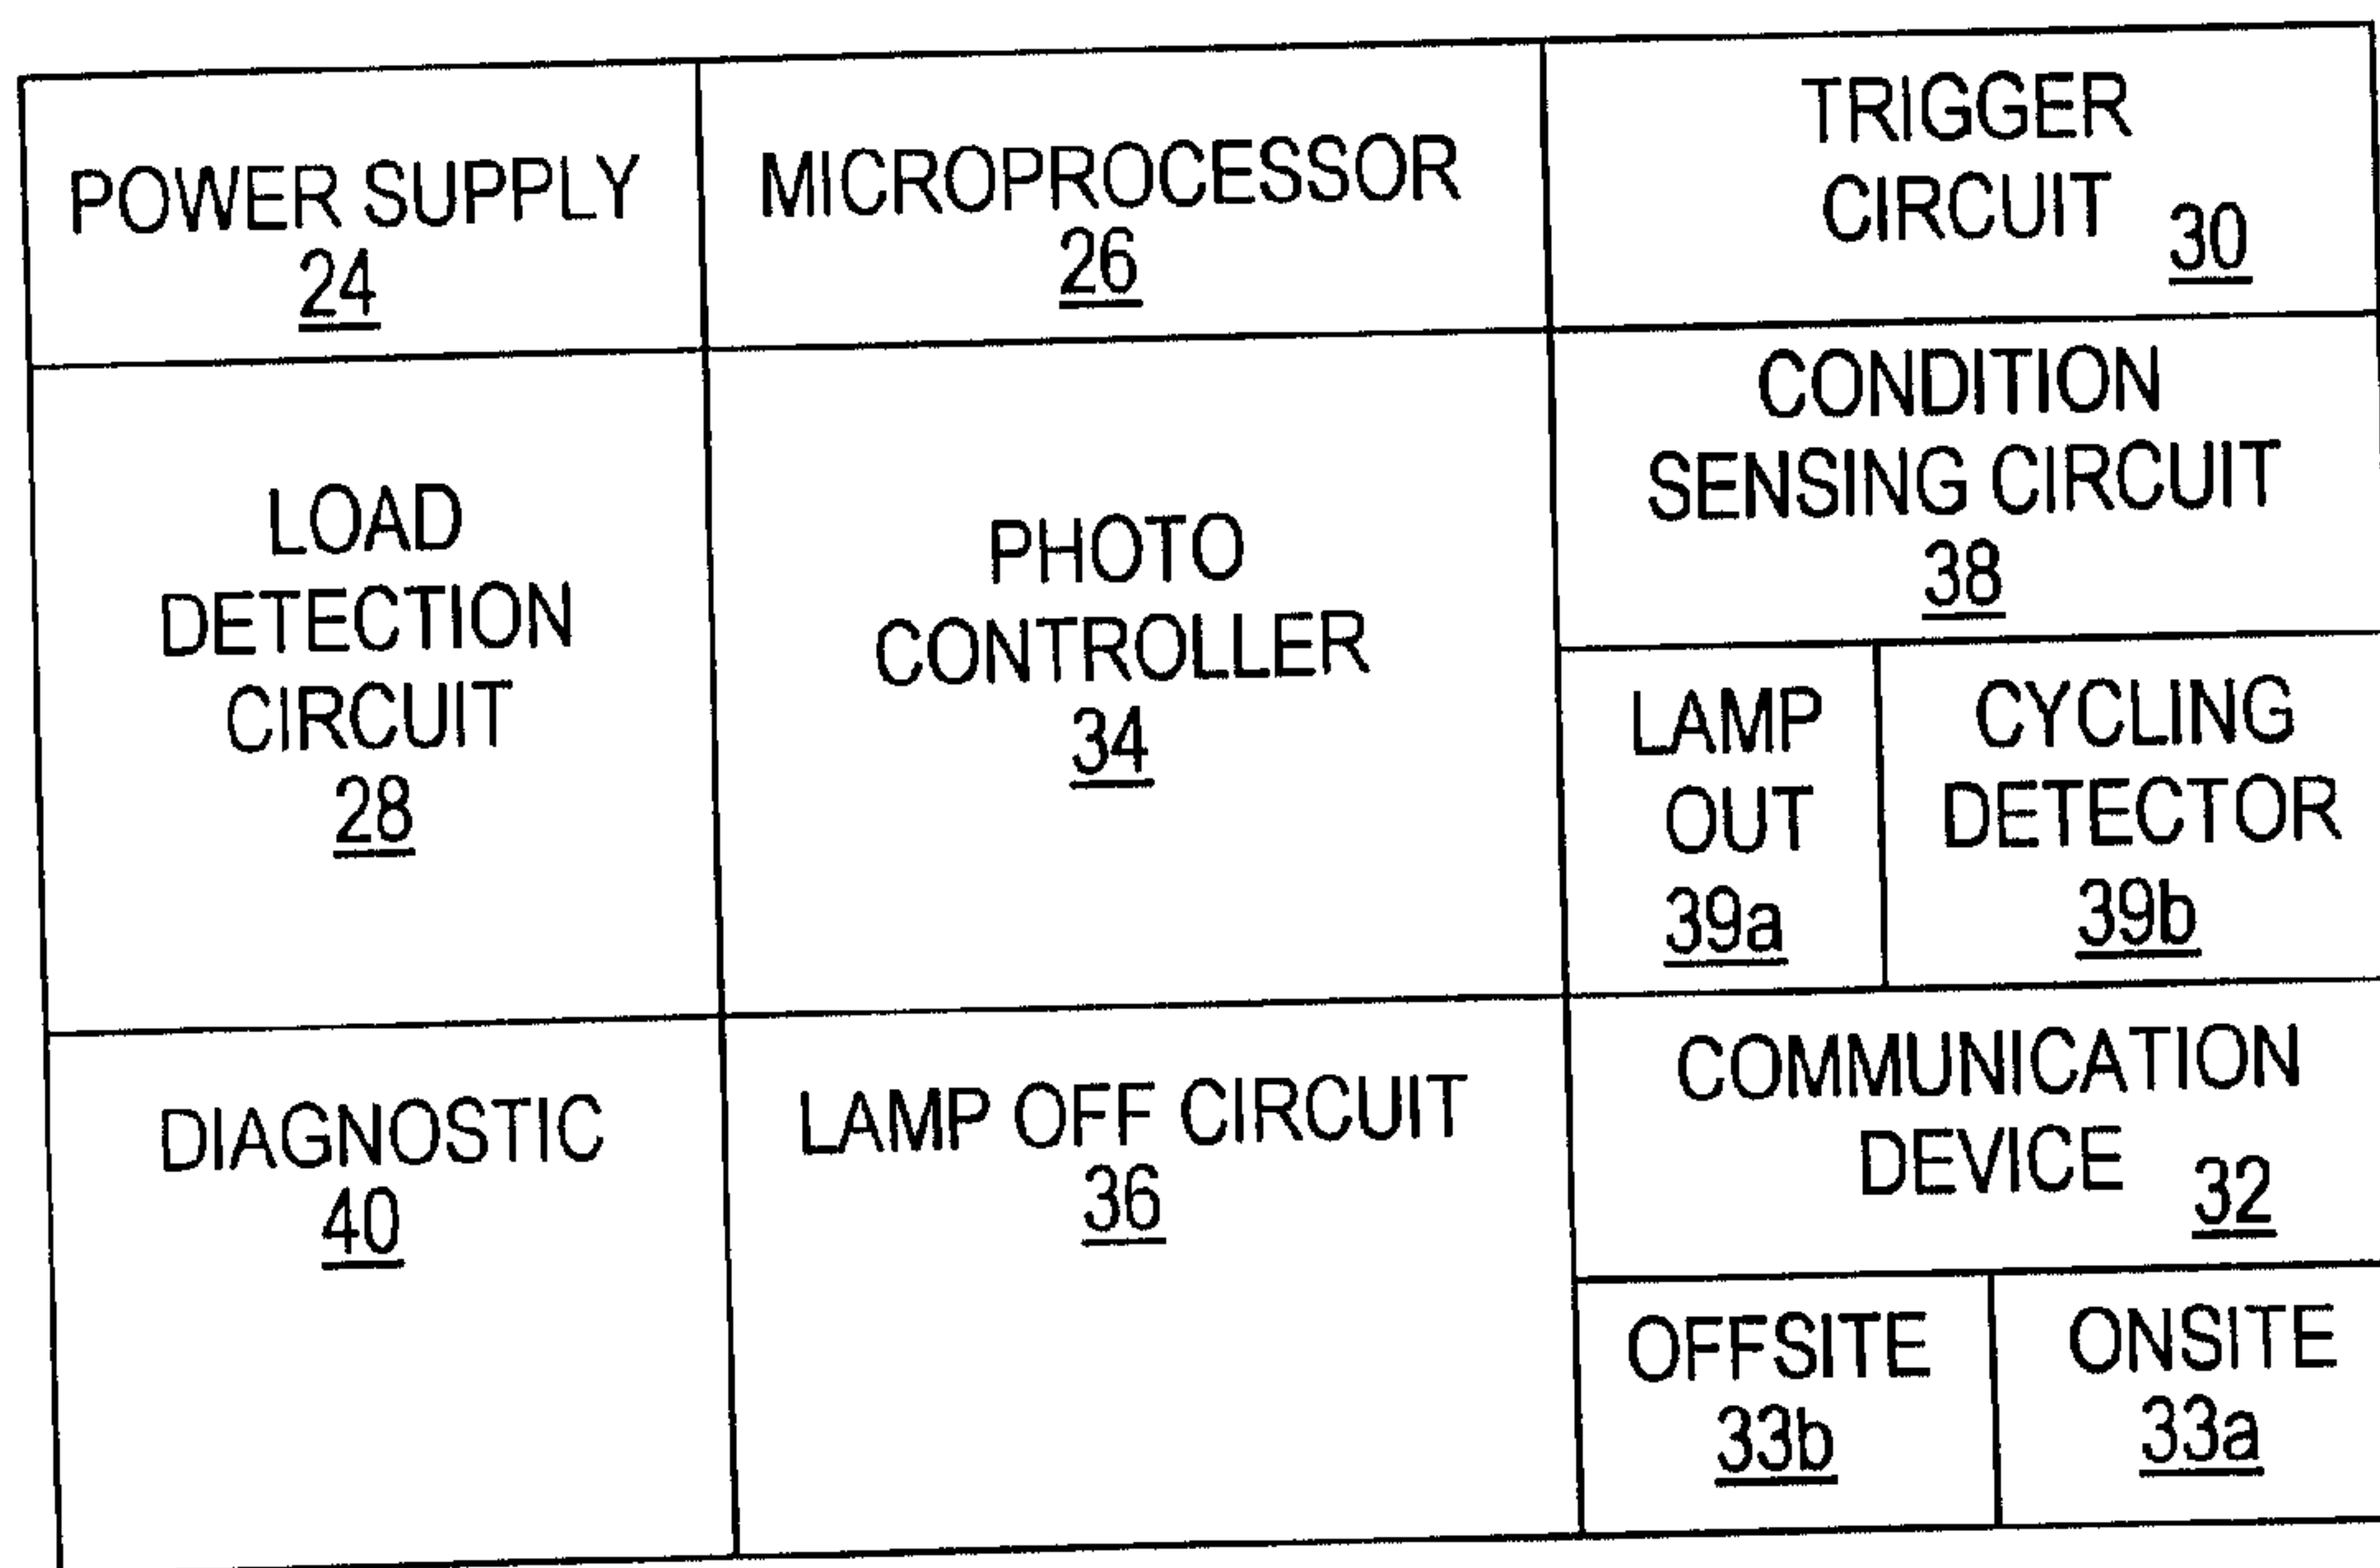 POWER SUPPLY
24
MICROPROCESSOR
26
TRIGGER
CIRCUIT 30
LOAD
DETECTION
CIRCUIT
28
PHOTO
CONTROLLER
34
CONDITION
SENSING CIRCUIT
38
LAMP
OUT
39a
CYCLING
DETECTOR
39b
DIAGNOSTIC
40
LAMP OFF CIRCUIT
36
COMMUNICATION
DEVICE 32
OFFSITE
33b
ONSITE
33a